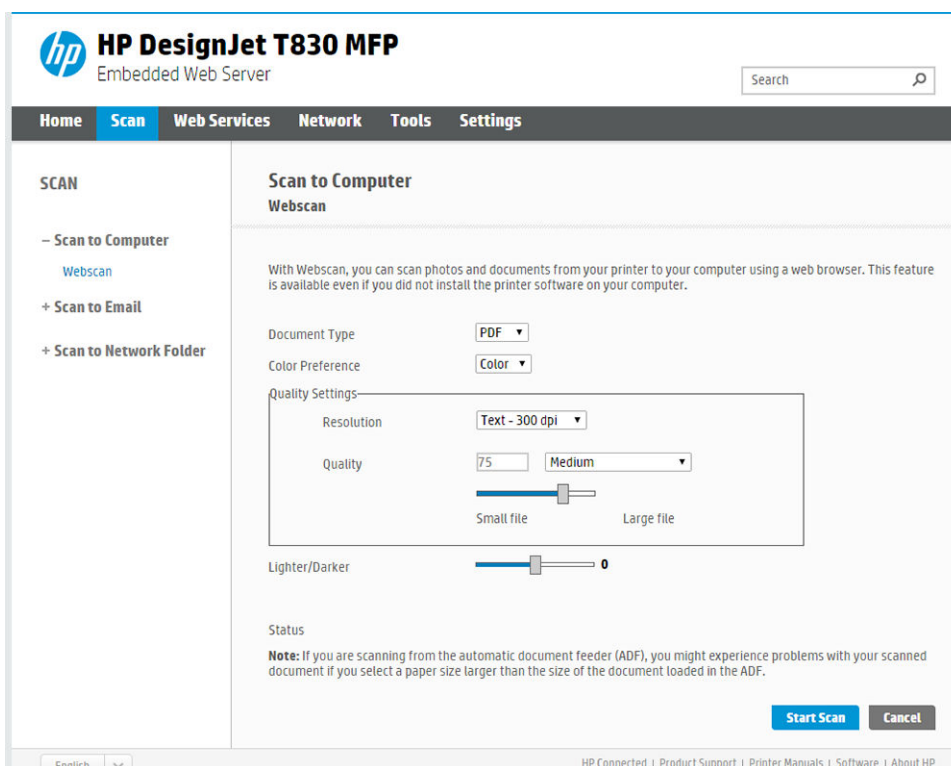 hp
HP DesignJet T830 MFP
Embedded Web Server
Search
Home Scan Web Services Network Tools Settings
SCAN
– Scan to Computer
Webscan
+ Scan to Email
+ Scan to Network Folder
Scan to Computer
Webscan
With Webscan, you can scan photos and documents from your printer to your computer using a web browser. This feature
is available even if you did not install the printer software on your computer.
Document Type PDF
Color Preference Color
Quality Settings
Resolution Text - 300 dpi
Quality 75 Medium
Small file Large file
Lighter/Darker 0
Status
Note: If you are scanning from the automatic document feeder (ADF), you might experience problems with your scanned
document if you select a paper size larger than the size of the document loaded in the ADF.
Start Scan Cancel
English HP Connected | Product Support | Printer Manuals | Software | About HP